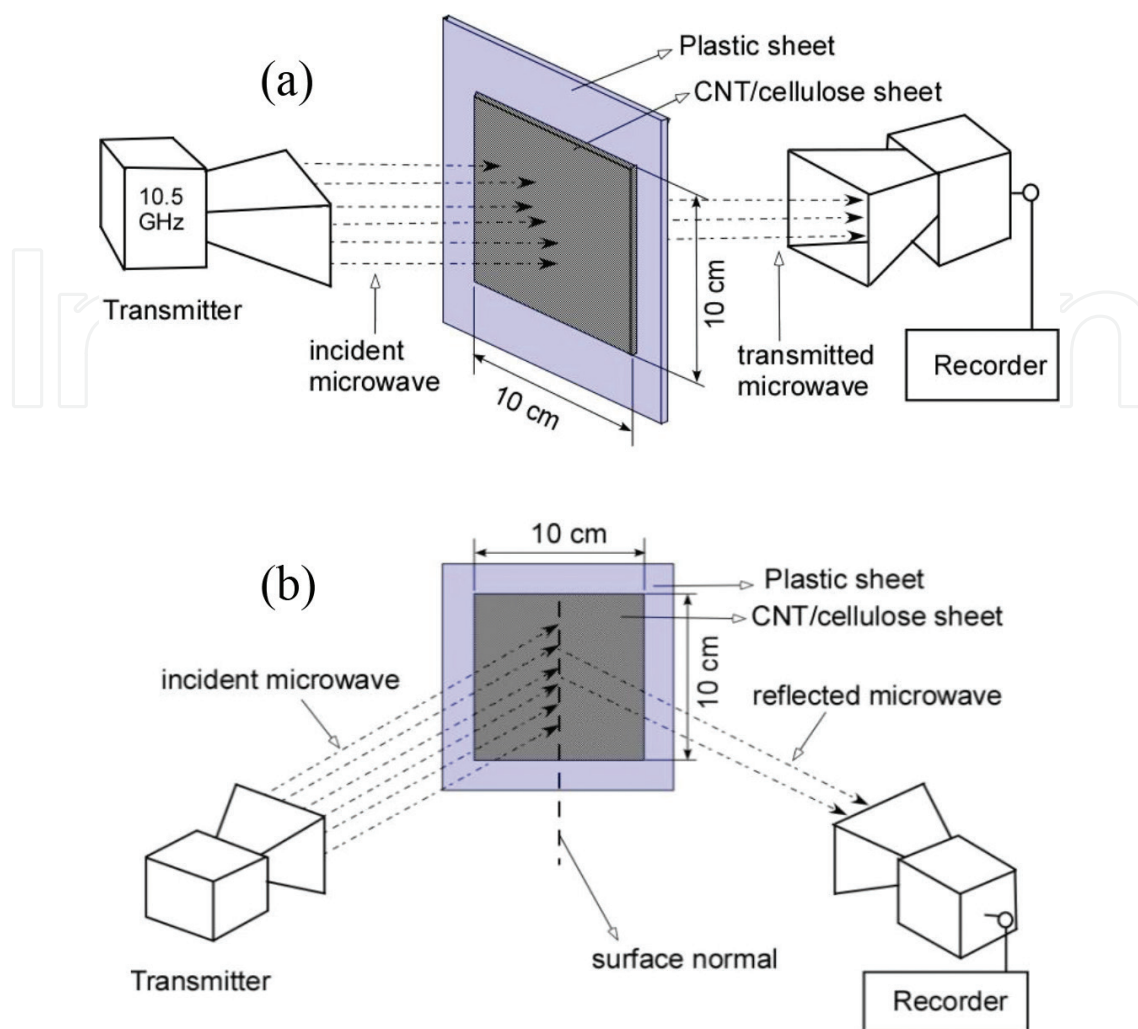 (a)
Plastic sheet
CNT/cellulose sheet
10.5
GHz
Transmitter
incident
microwave
10 cm
10 cm
transmitted
microwave
Recorder
(b)
10 cm
Plastic sheet
CNT/cellulose sheet
10 cm
incident microwave
reflected microwave
surface normal
Transmitter
Recorder